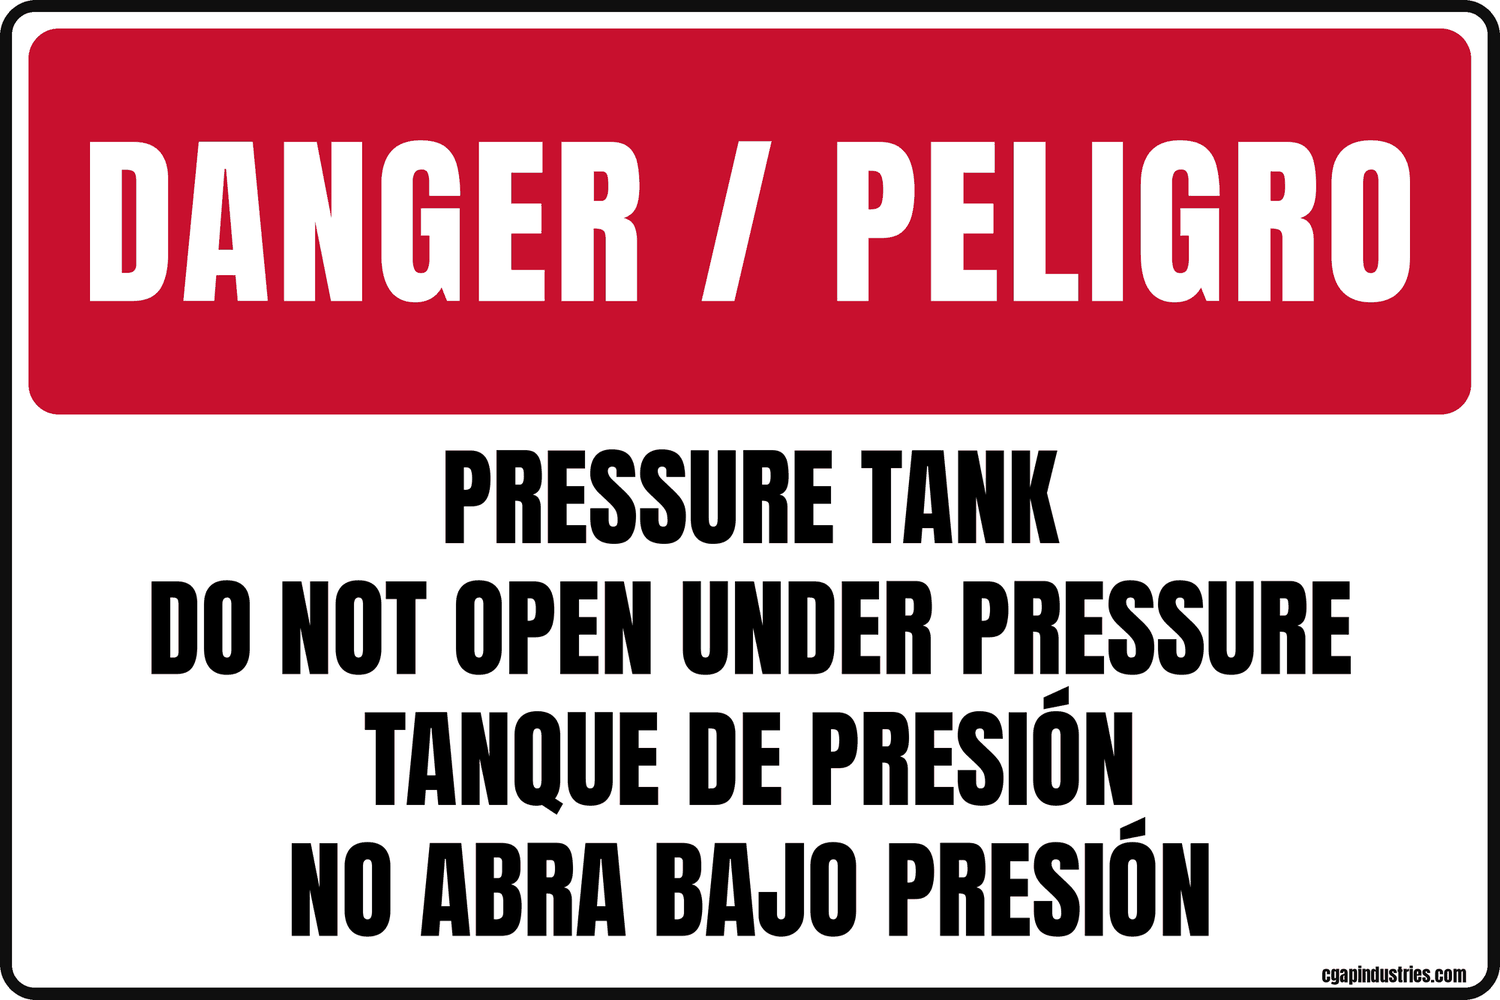 DANGER / PELIGRO
PRESSURE TANK
DO NOT OPEN UNDER PRESSURE
TANQUE DE PRESIÓN
NO ABRA BAJO PRESIÓN
cgapindustries.com